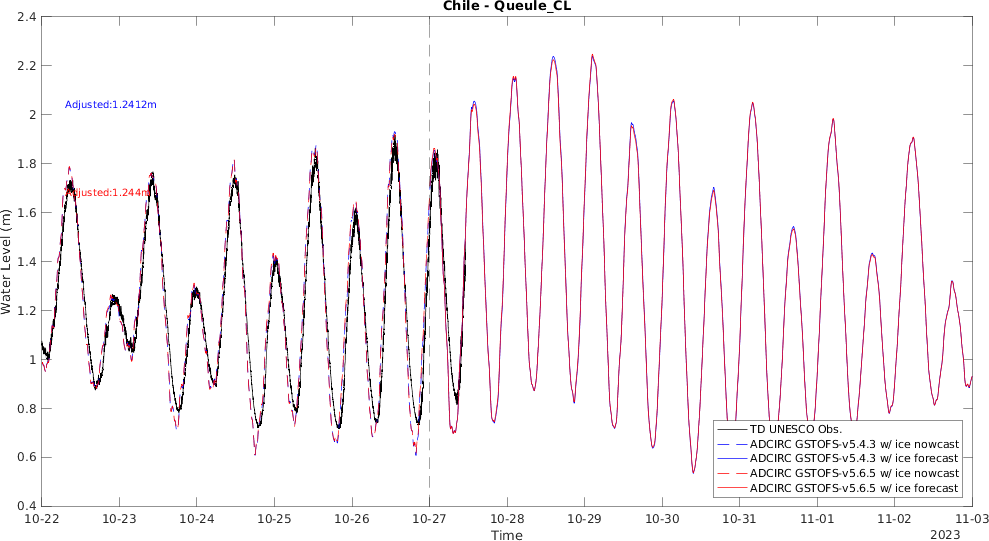 Chile - Queule_CL
2.4
2.2
2
1.8
1.6
1.4
1.2
1
0.8
0.6
0.4
Water Level (m)
Adjusted:1.2412m
Adjusted:1.244m
TD UNESCO Obs.
ADCIRC GSTOFS-v5.4.3 w/ ice nowcast
ADCIRC GSTOFS-v5.4.3 w/ ice forecast
ADCIRC GSTOFS-v5.6.5 w/ ice nowcast
ADCIRC GSTOFS-v5.6.5 w/ ice forecast
10-22 10-23 10-24 10-25 10-26 10-27 10-28 10-29 10-30 10-31 11-01 11-02 11-03
Time
2023